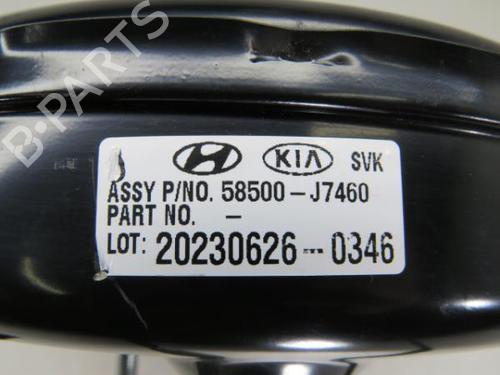 B-PARTS
KIA SVK
ASSY P/NO. 58500-J7460
PART NO. -
LOT: 20230626-0346